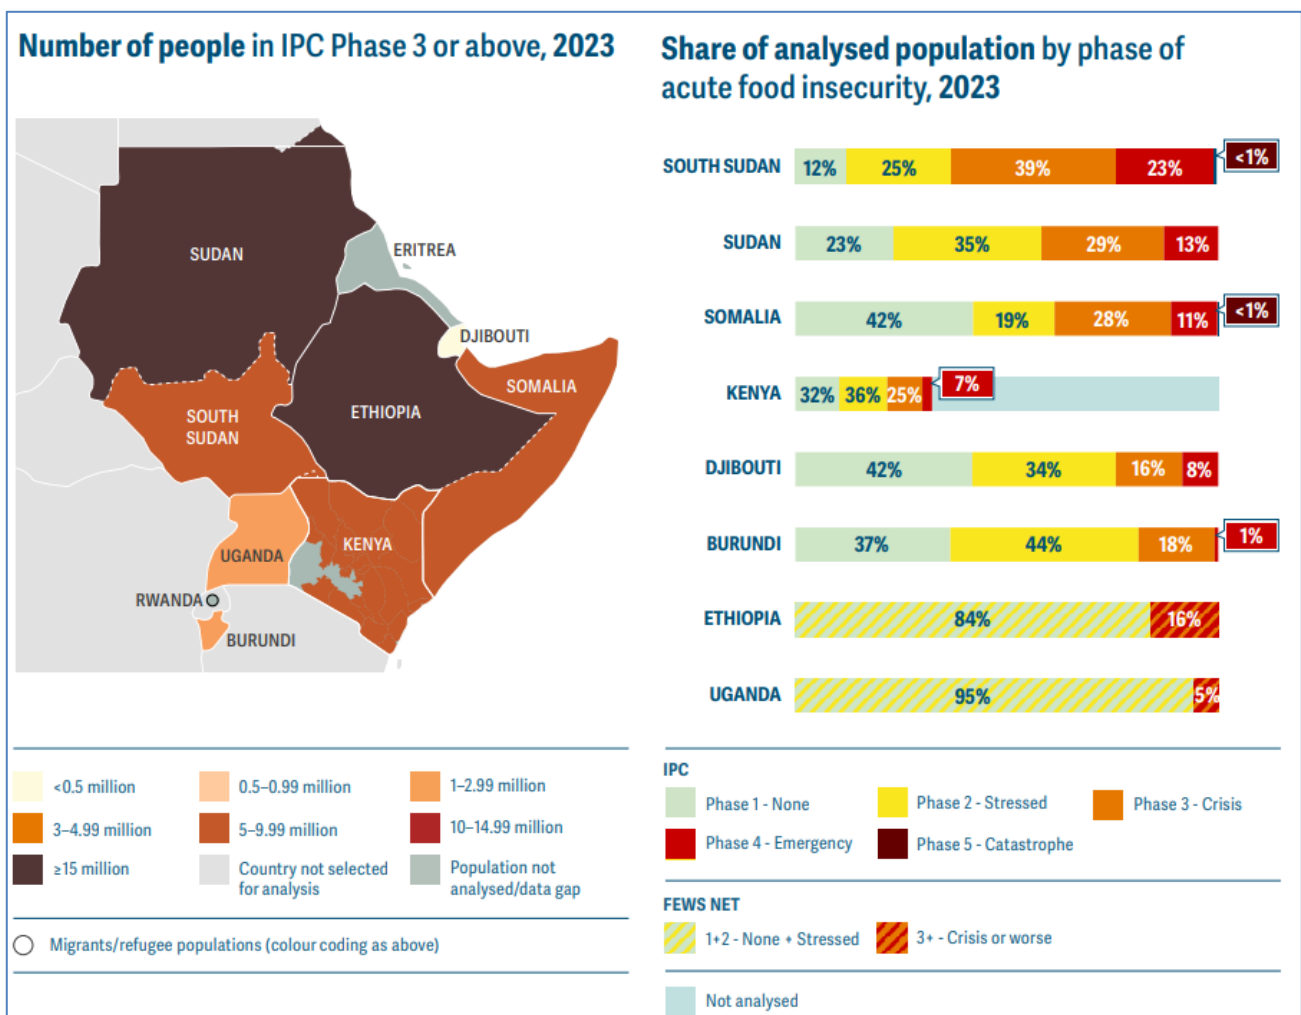 Number of people in IPC Phase 3 or above, 2023
SUDAN
ERITREA
DJIBOUTI
SOMALIA
ETHIOPIA
SOUTH
SUDAN
UGANDA
KENYA
RWANDA
BURUNDI
<0.5 million
0.5–0.99 million
1–2.99 million
3–4.99 million
5–9.99 million
10–14.99 million
≥15 million
Country not selected
for analysis
Population not
analysed/data gap
Migrants/refugee populations (colour coding as above)
Share of analysed population by phase of
acute food insecurity, 2023
SOUTH SUDAN 12% 25% 39% 23% <1%
SUDAN 23% 35% 29% 13%
SOMALIA 42% 19% 28% 11% <1%
KENYA 32% 36% 25% 7%
DJIBOUTI 42% 34% 16% 8%
BURUNDI 37% 44% 18% 1%
ETHIOPIA 84% 16%
UGANDA 95% 5%
IPC
Phase 1 - None
Phase 2 - Stressed
Phase 3 - Crisis
Phase 4 - Emergency
Phase 5 - Catastrophe
FEWS NET
1+2 - None + Stressed
3+ - Crisis or worse
Not analysed